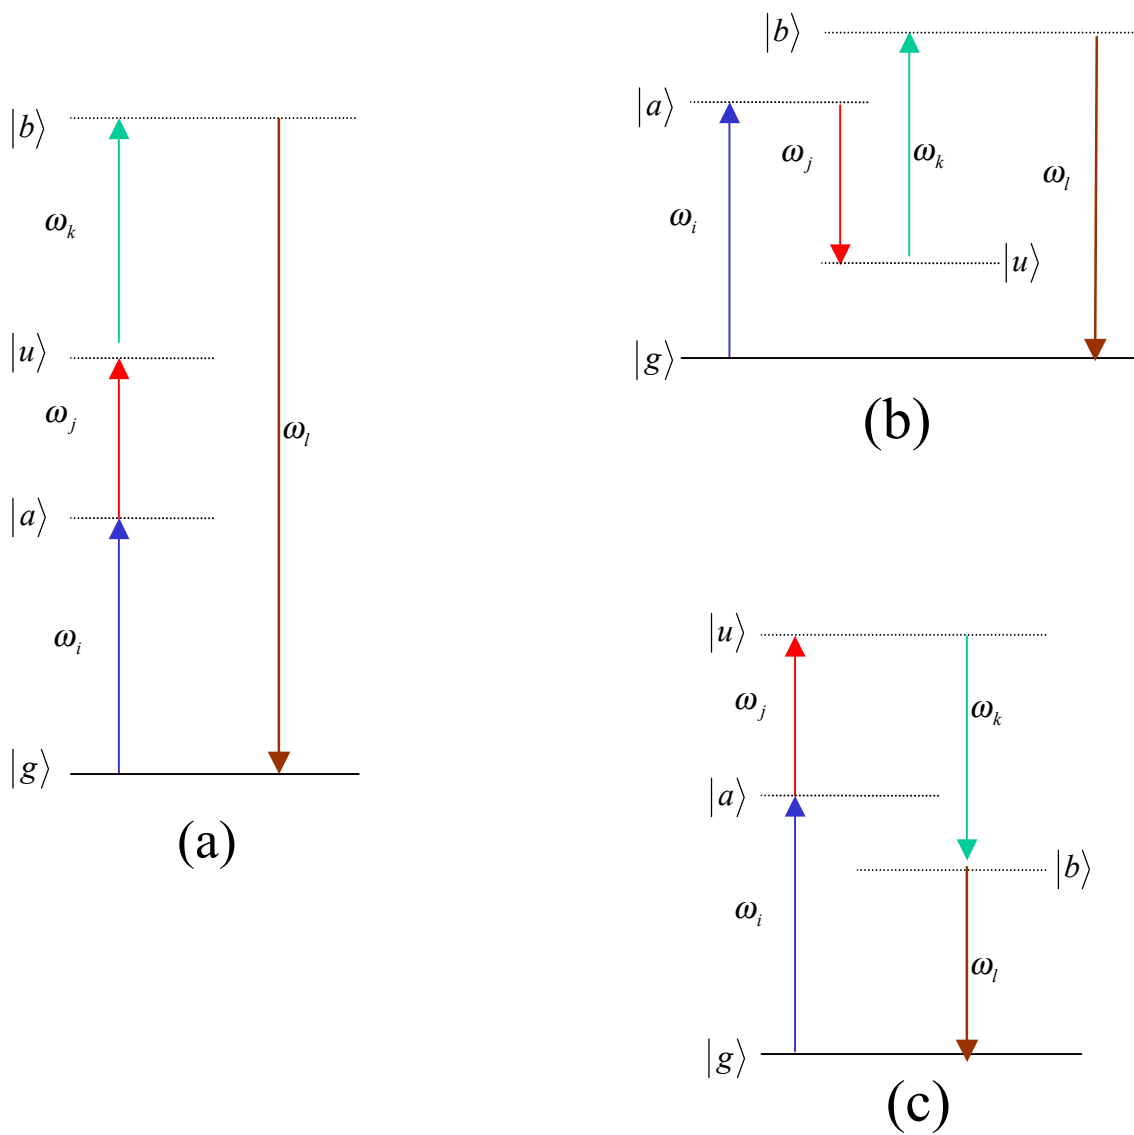 |b⟩
ω_k
|u⟩
ω_j
ω_l
|a⟩
ω_i
|g⟩
(a)
|b⟩
|a⟩
ω_j
ω_k
ω_l
ω_i
|u⟩
|g⟩
(b)
|u⟩
ω_j
ω_k
|a⟩
|b⟩
ω_i
ω_l
|g⟩
(c)